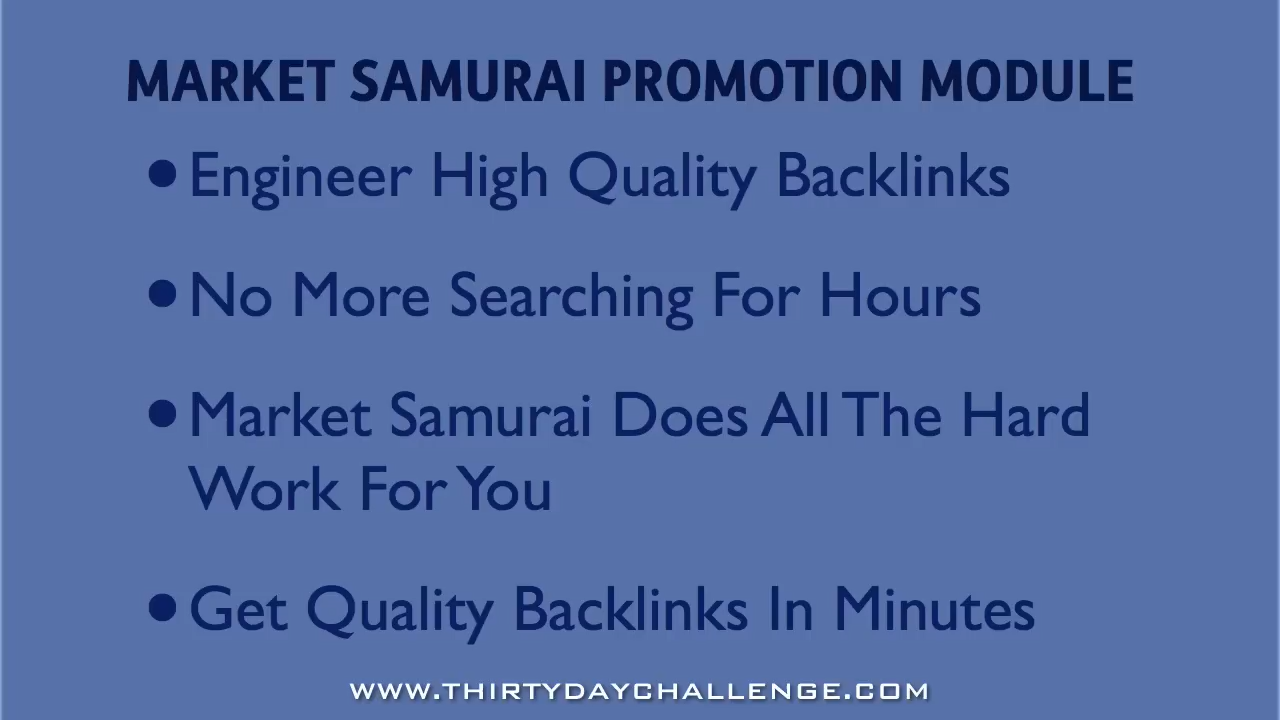 MARKET SAMURAI PROMOTION MODULE
• Engineer High Quality Backlinks
• No More Searching For Hours
• Market Samurai Does All The Hard
Work For You
• Get Quality Backlinks In Minutes
WWW.THIRTYDAYCHALLENGE.COM